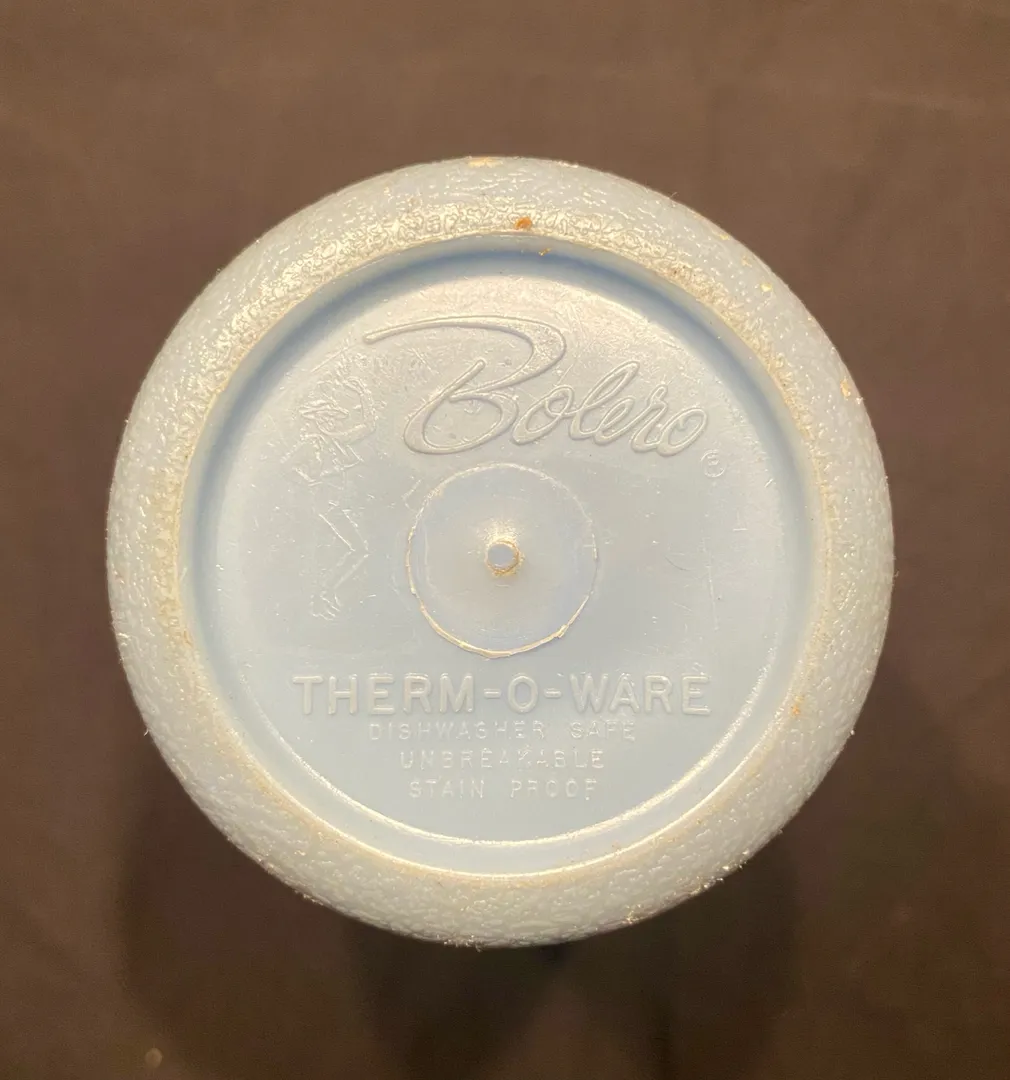 Bolero®
THERM-O-WARE
DISHWASHER SAFE
UNBREAKABLE
STAIN PROOF